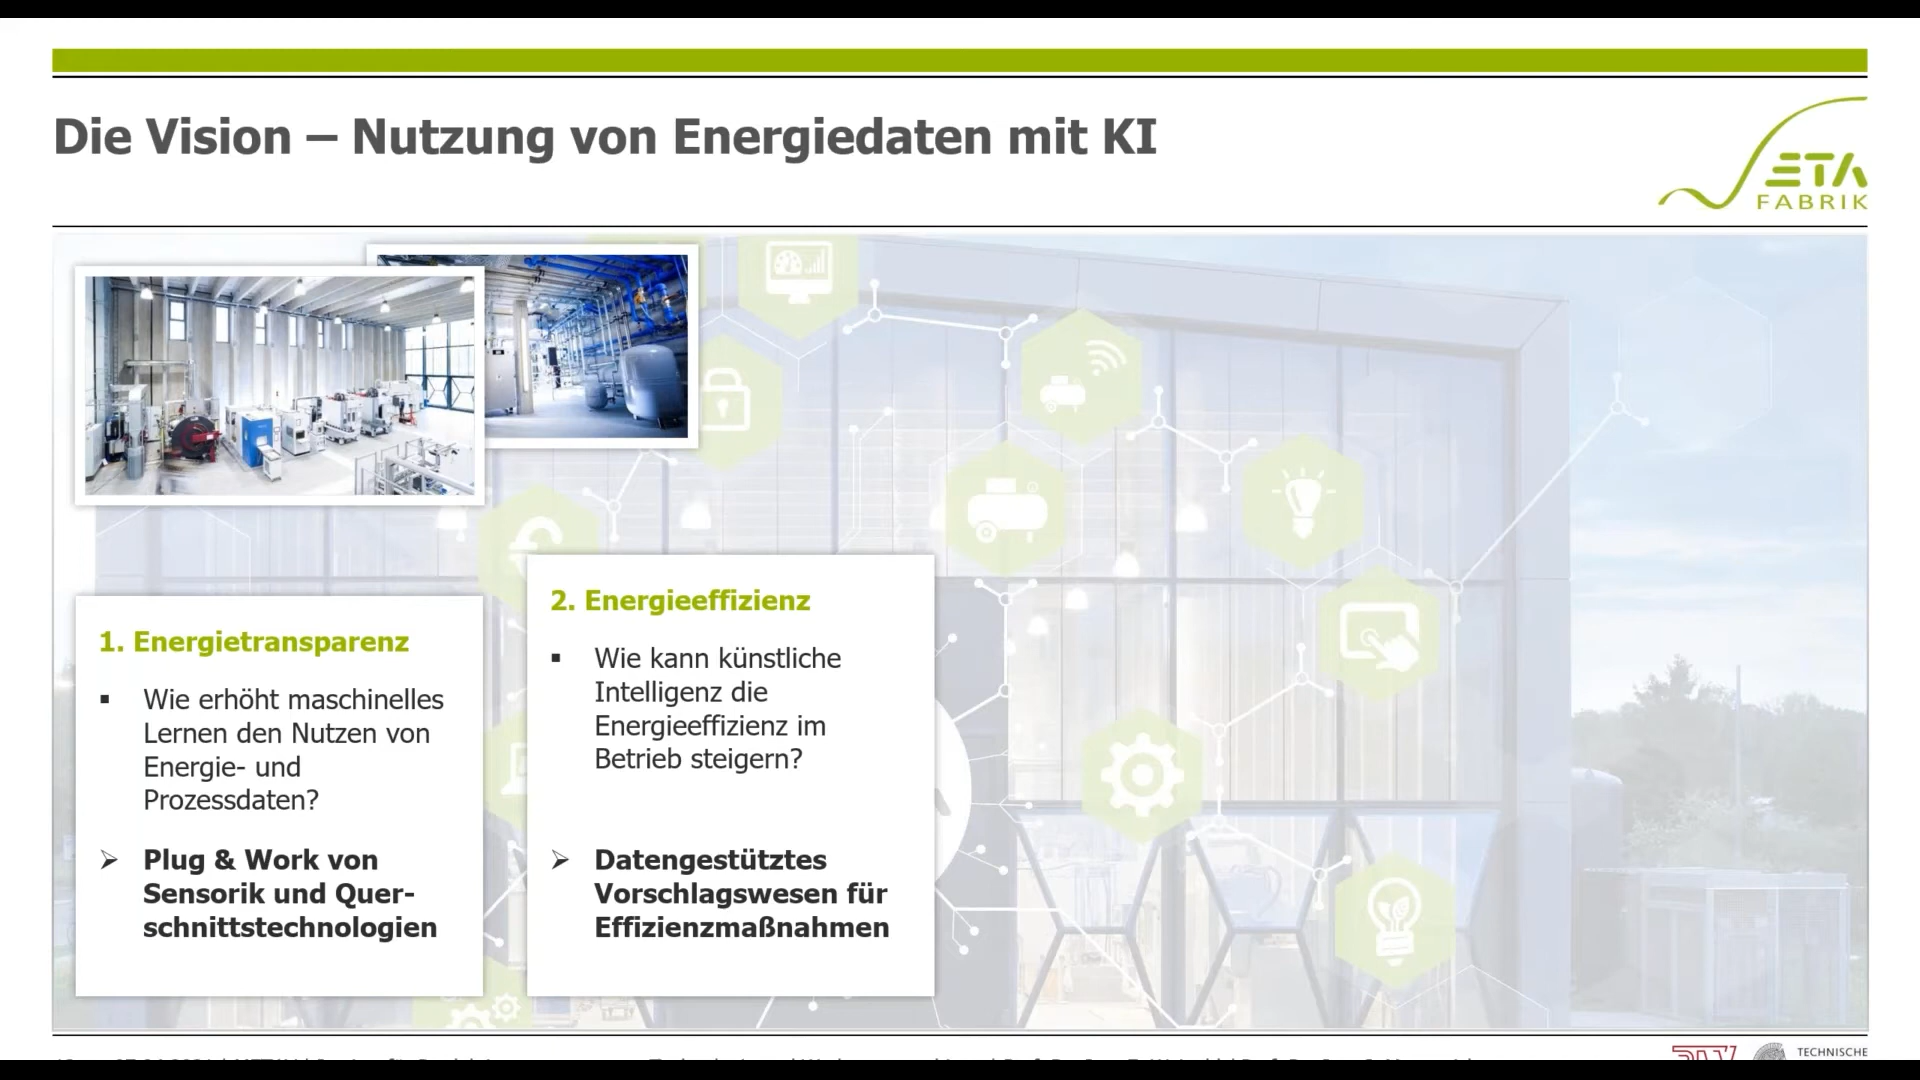 Die Vision – Nutzung von Energiedaten mit KI
ETA
FABRIK
1. Energietransparenz
▪ Wie erhöht maschinelles
Lernen den Nutzen von
Energie- und
Prozessdaten?
➢ Plug & Work von
Sensorik und Quer-
schnittstechnologien
2. Energieeffizienz
▪ Wie kann künstliche
Intelligenz die
Energieeffizienz im
Betrieb steigern?
➢ Datengestütztes
Vorschlagswesen für
Effizienzmaßnahmen
TECHNISCHE